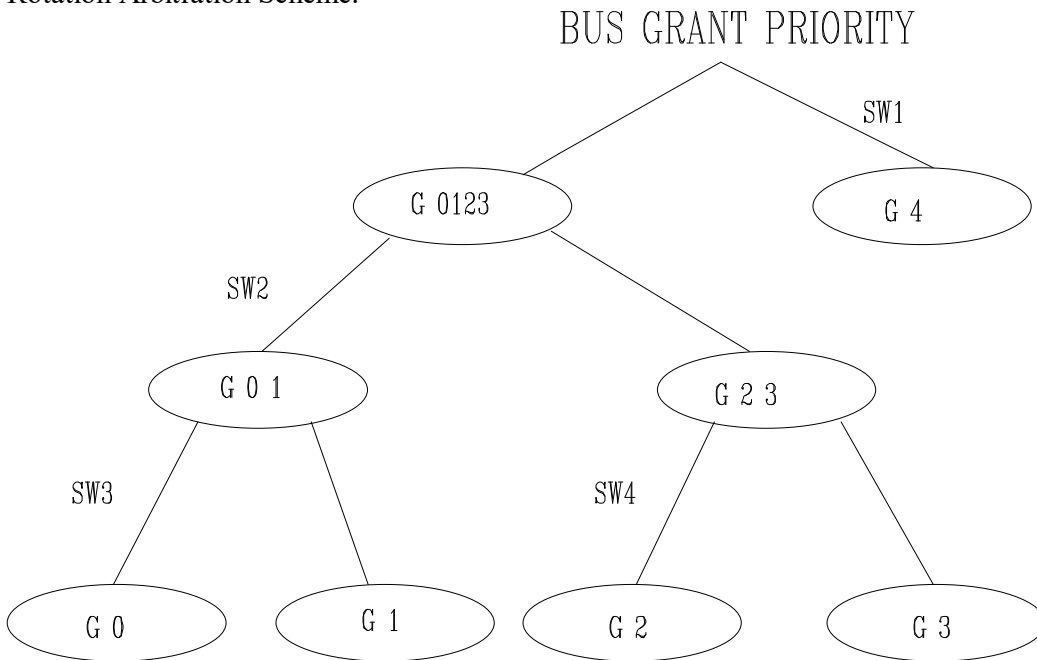 Rotation Arbitration Scheme.
BUS GRANT PRIORITY
SW1
G 0123
G 4
SW2
G 0 1
G 2 3
SW3
SW4
G 0
G 1
G 2
G 3